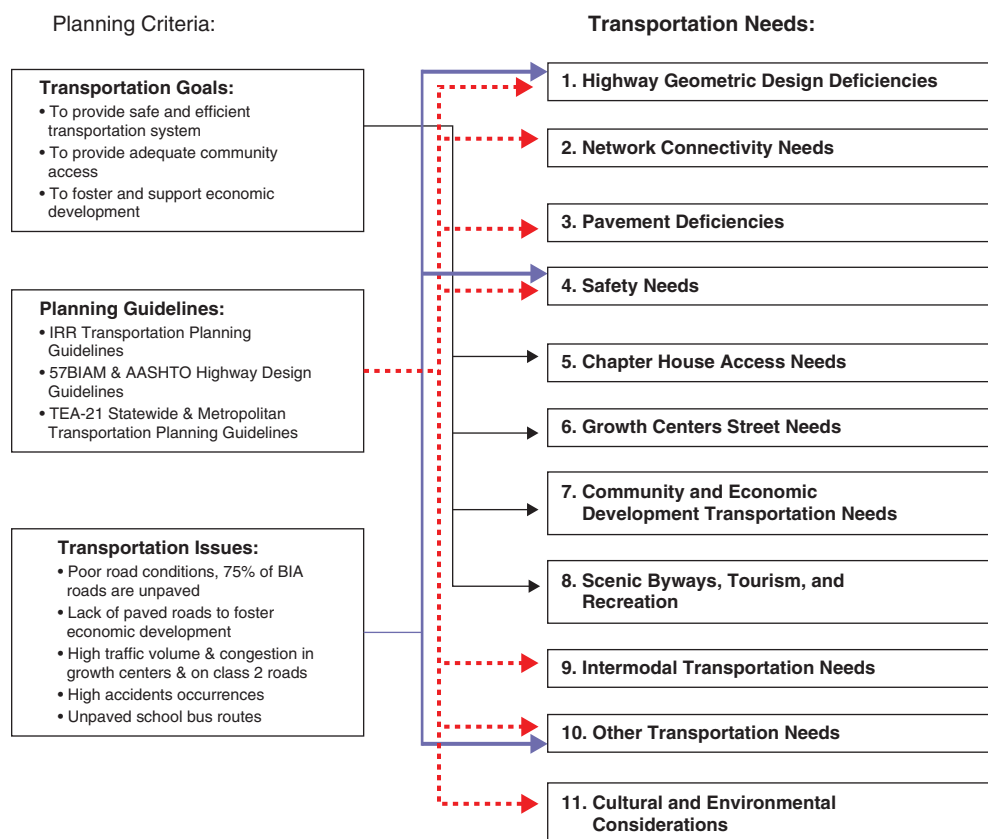 Planning Criteria:
Transportation Goals:
• To provide safe and efficient
transportation system
• To provide adequate community
access
• To foster and support economic
development
Planning Guidelines:
• IRR Transportation Planning
Guidelines
• 57BIAM & AASHTO Highway Design
Guidelines
• TEA-21 Statewide & Metropolitan
Transportation Planning Guidelines
Transportation Issues:
• Poor road conditions, 75% of BIA
roads are unpaved
• Lack of paved roads to foster
economic development
• High traffic volume & congestion in
growth centers & on class 2 roads
• High accidents occurrences
• Unpaved school bus routes
Transportation Needs:
1. Highway Geometric Design Deficiencies
2. Network Connectivity Needs
3. Pavement Deficiencies
4. Safety Needs
5. Chapter House Access Needs
6. Growth Centers Street Needs
7. Community and Economic
Development Transportation Needs
8. Scenic Byways, Tourism, and
Recreation
9. Intermodal Transportation Needs
10. Other Transportation Needs
11. Cultural and Environmental
Considerations